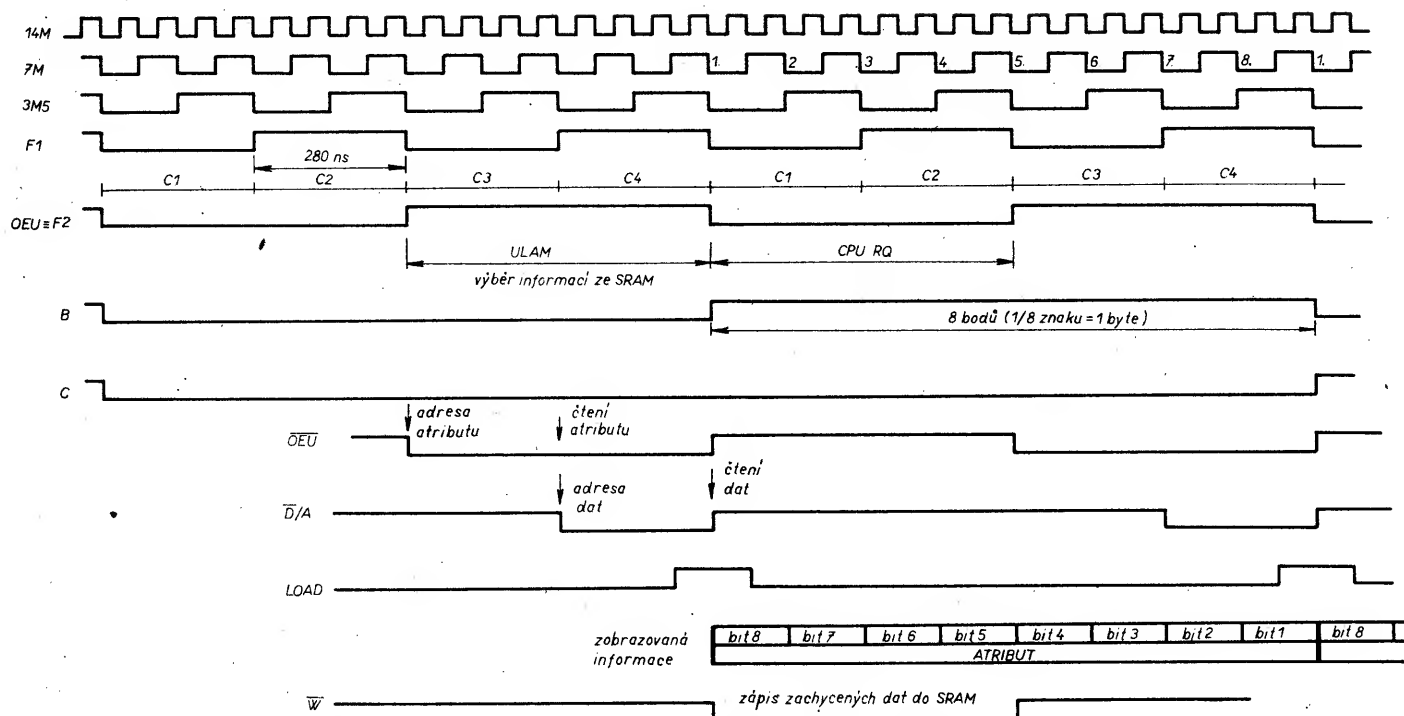 14M
7M
1. 2. 3 4. 5. 6 7. 8. 1.
3M5
F1
280 ns
C1 C2 C3 C4 C1 C2 C3 C4
OEU≡F2
ULAM
CPU RQ
výběr informací ze SRAM
B
8 bodů (1/8 znaku = 1 byte)
C
adresa
atributu
čtení
atributu
OEU
adresa
dat
čtení
dat
D/A
LOAD
zobrazovaná
informace
bit 8 bit 7 bit 6 bit 5 bit 4 bit 3 bit 2 bit 1 bit 8
ATRIBUT
W
zápis zachycených dat do SRAM